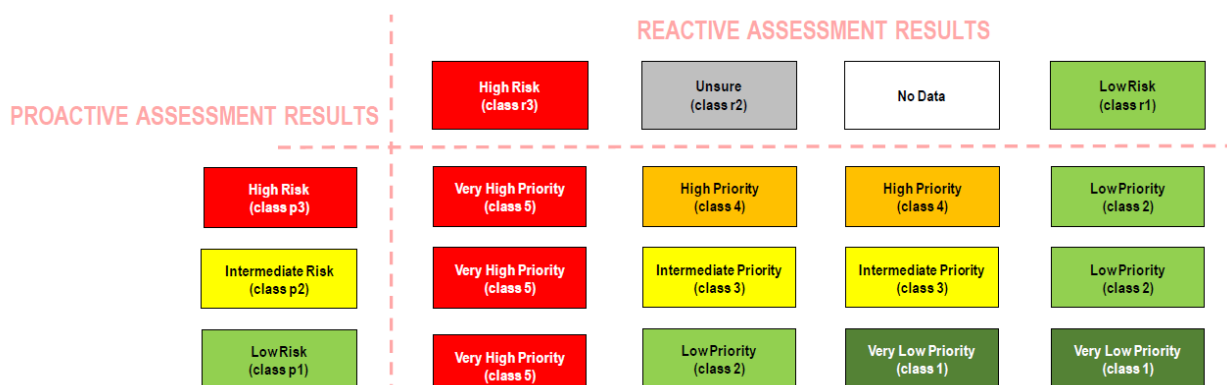 REACTIVE ASSESSMENT RESULTS
High Risk
(class r3)
Unsure
(class r2)
No Data
Low Risk
(class r1)
PROACTIVE ASSESSMENT RESULTS
High Risk
(class p3)
Very High Priority
(class 5)
High Priority
(class 4)
High Priority
(class 4)
Low Priority
(class 2)
Intermediate Risk
(class p2)
Very High Priority
(class 5)
Intermediate Priority
(class 3)
Intermediate Priority
(class 3)
Low Priority
(class 2)
Low Risk
(class p1)
Very High Priority
(class 5)
Low Priority
(class 2)
Very Low Priority
(class 1)
Very Low Priority
(class 1)